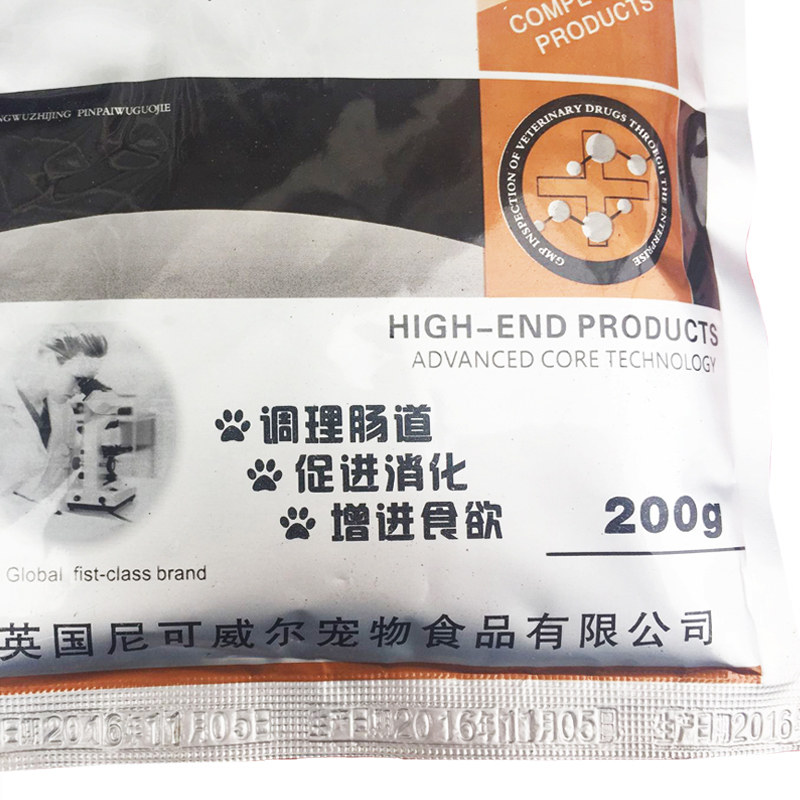 PRODUCTS
NGWUZHIJING PINPAIWUGUOJIE
GMP INSPECTION OF VETERINARY DRUGS THROUGH THE ENTERPRISE
HIGH-END PRODUCTS
ADVANCED CORE TECHNOLOGY
调理肠道
促进消化
增进食欲
200g
Global fist-class brand
英国尼可威尔宠物食品有限公司
2016年11月05日 生产日期2016年11月05日 生产日期2016